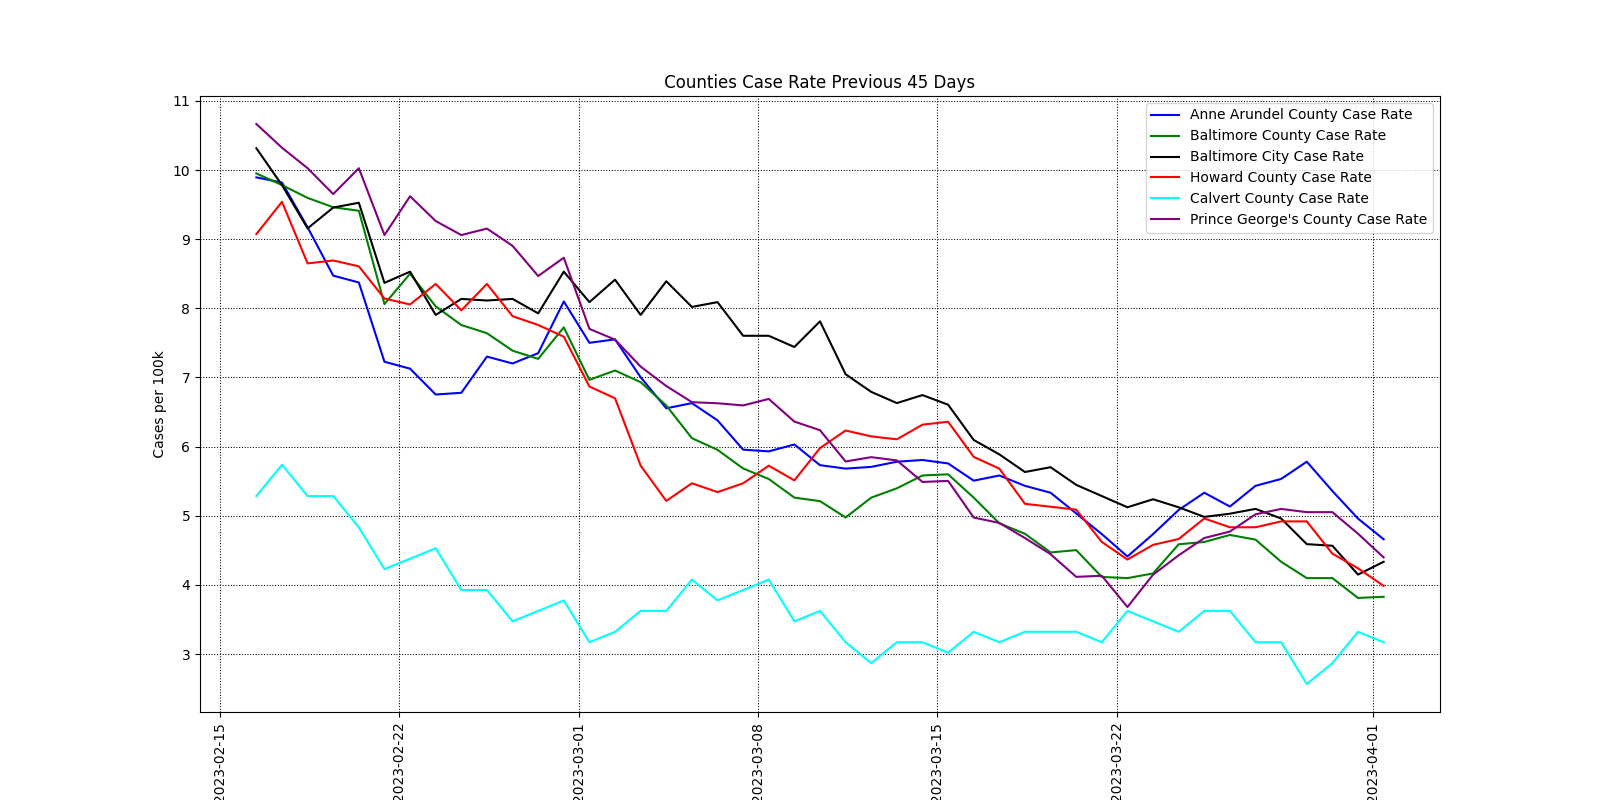 Counties Case Rate Previous 45 Days
Cases per 100k
11
10
9
8
7
6
5
4
3
Anne Arundel County Case Rate
Baltimore County Case Rate
Baltimore City Case Rate
Howard County Case Rate
Calvert County Case Rate
Prince George's County Case Rate
2023-02-15
2023-02-22
2023-03-01
2023-03-08
2023-03-15
2023-03-22
2023-04-01